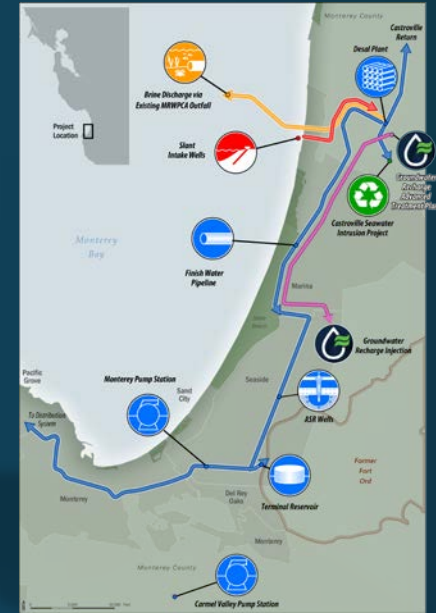 Monterey County
Castroville
Return
Desal Plant
Brine Discharge via
Existing MRWPCA Outfall
Project
Location
Slant
Intake Wells
Groundwater
Recharge
Advanced
Treatment Plant
Castroville Seawater
Intrusion Project
Monterey
Bay
Finish Water
Pipeline
Marina
Groundwater
Recharge Injection
Pacific
Grove
Monterey Pump Station
Sand
City
Seaside
To Distribution
System
ASR Wells
Former
Fort
Ord
Terminal Reservoir
Del Rey
Oaks
Monterey
Monterey
Monterey County
Carmel Valley Pump Station